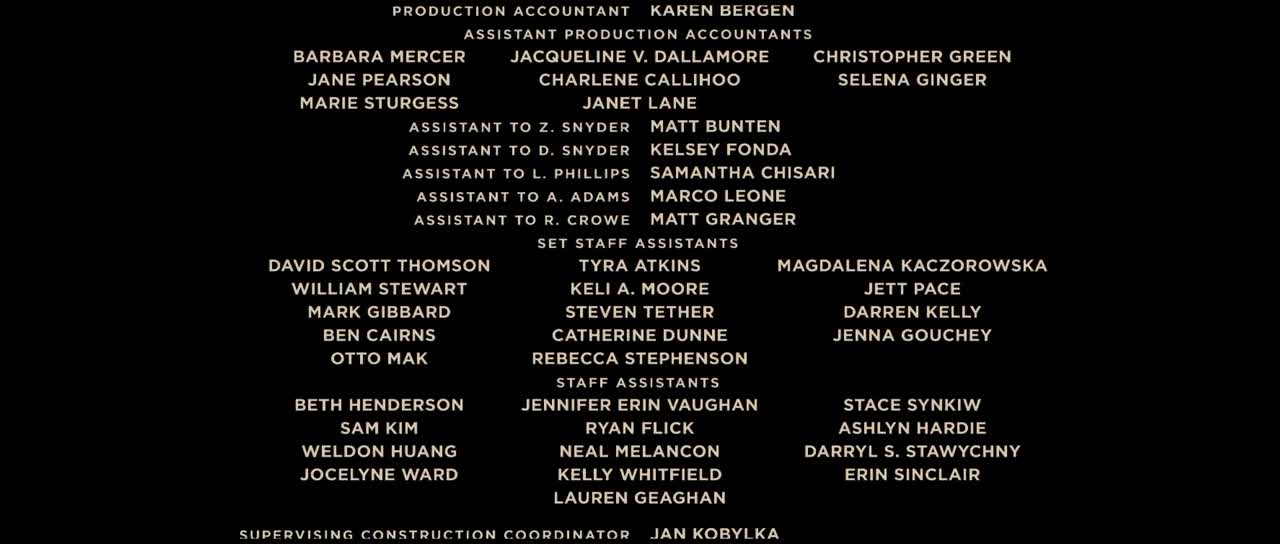 PRODUCTION ACCOUNTANT KAREN BERGEN
ASSISTANT PRODUCTION ACCOUNTANTS
BARBARA MERCER JACQUELINE V. DALLAMORE CHRISTOPHER GREEN
JANE PEARSON CHARLENE CALLIHOO SELENA GINGER
MARIE STURGESS JANET LANE
ASSISTANT TO Z. SNYDER MATT BUNTEN
ASSISTANT TO D. SNYDER KELSEY FONDA
ASSISTANT TO L. PHILLIPS SAMANTHA CHISARI
ASSISTANT TO A. ADAMS MARCO LEONE
ASSISTANT TO R. CROWE MATT GRANGER
SET STAFF ASSISTANTS
DAVID SCOTT THOMSON TYRA ATKINS MAGDALENA KACZOROWSKA
WILLIAM STEWART KELI A. MOORE JETT PACE
MARK GIBBARD STEVEN TETHER DARREN KELLY
BEN CAIRNS CATHERINE DUNNE JENNA GOUCHEY
OTTO MAK REBECCA STEPHENSON
STAFF ASSISTANTS
BETH HENDERSON JENNIFER ERIN VAUGHAN STACE SYNKIW
SAM KIM RYAN FLICK ASHLYN HARDIE
WELDON HUANG NEAL MELANCON DARRYL S. STAWYCHNY
JOCELYNE WARD KELLY WHITFIELD ERIN SINCLAIR
LAUREN GEAGHAN
SUPERVISING CONSTRUCTION COORDINATOR JAN KOBYLKA